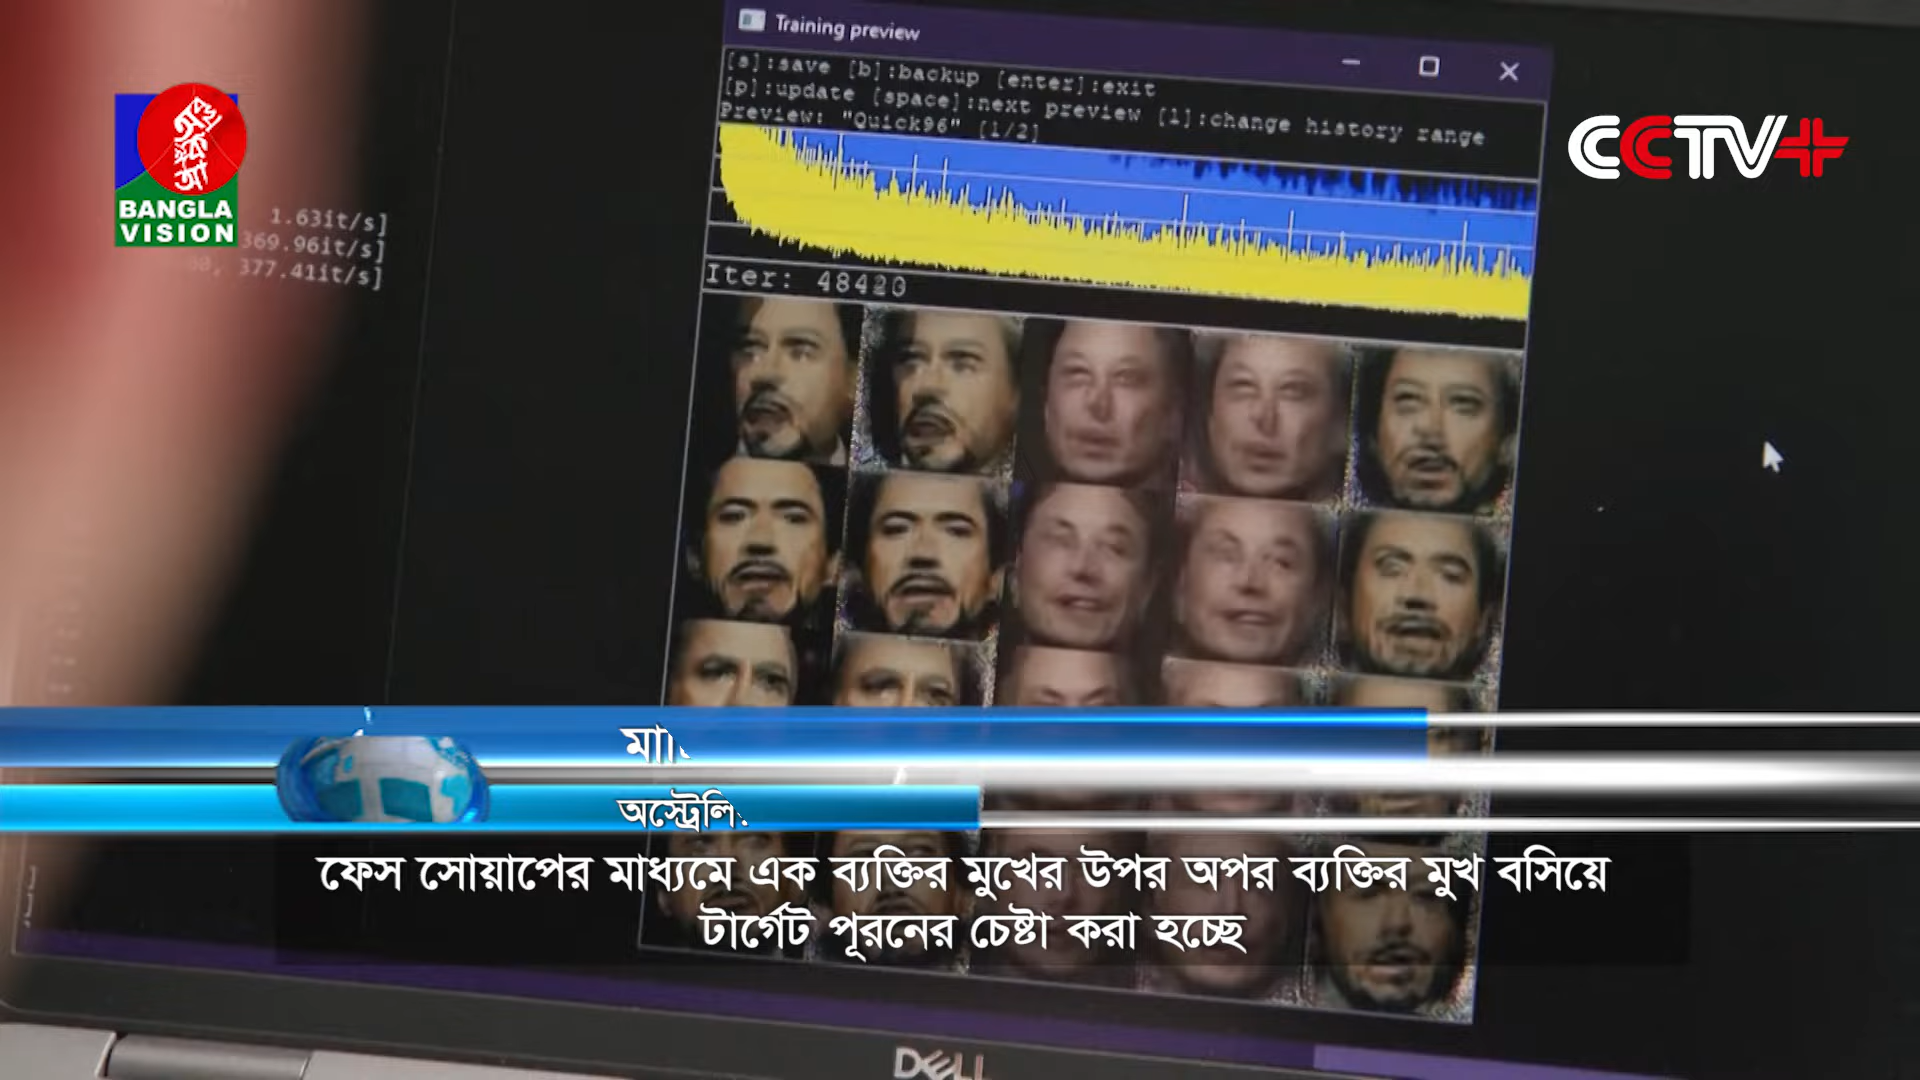 Training preview
[s]:save [b]:backup [enter]:exit
[p]:update [space]:next preview [l]:change history range
Preview: "Quick96" [1/2]
আপনার
BANGLA
VISION
CCTV+
1.63it/s]
369.96it/s]
377.41it/s]
Iter: 48420
অস্ট্রেলি
ফেস সোয়াপের মাধ্যমে এক ব্যক্তির মুখের উপর অপর ব্যক্তির মুখ বসিয়ে
টার্গেট পূরনের চেষ্টা করা হচ্ছে
DELL